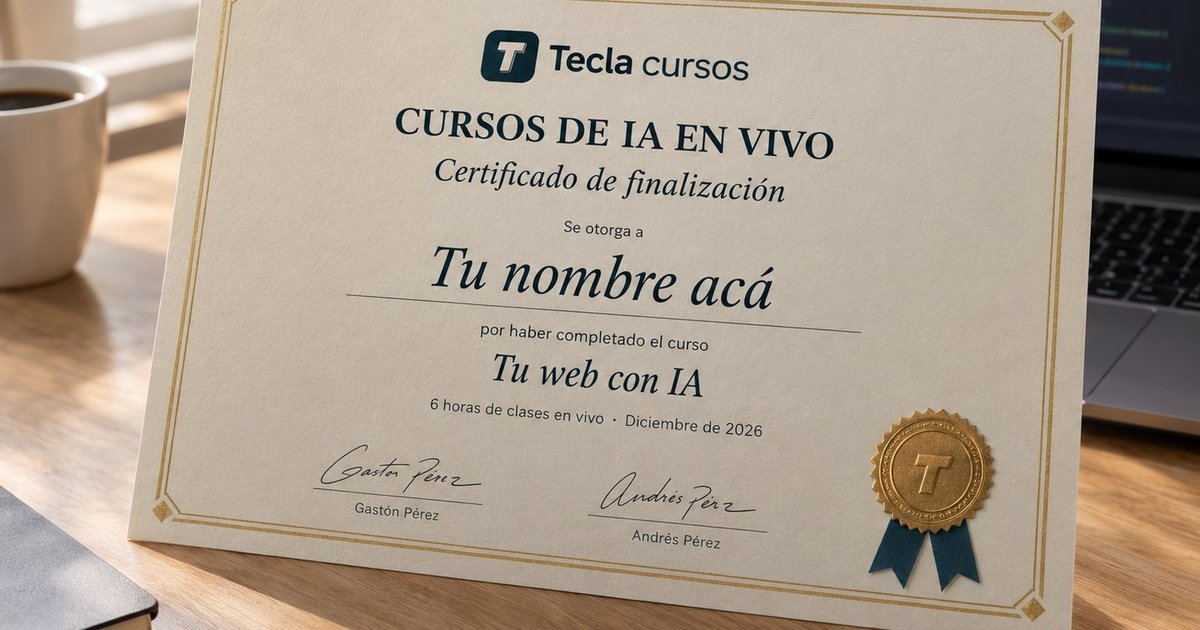 T Tecla cursos
CURSOS DE IA EN VIVO
Certificado de finalización
Se otorga a
Tu nombre acá
por haber completado el curso
Tu web con IA
6 horas de clases en vivo · Diciembre de 2026
Gastón Pérez
Gastón Pérez
Andrés Pérz
Andrés Pérez
T